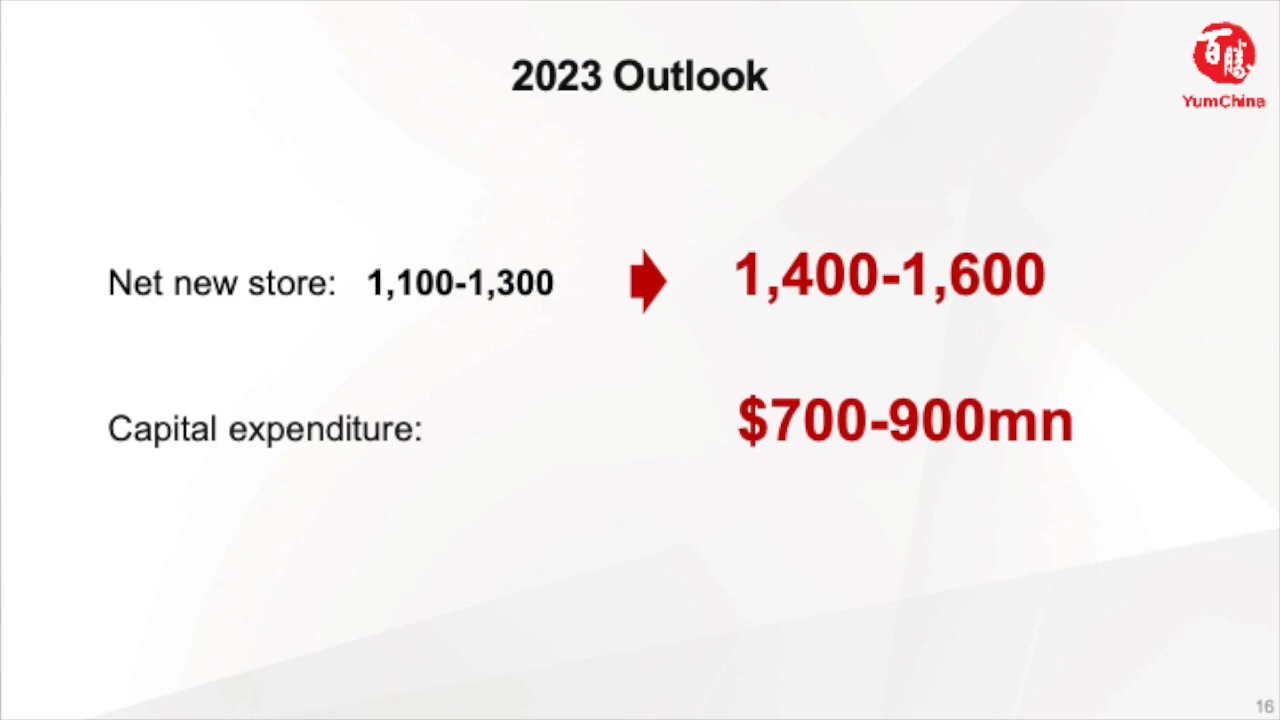 2023 Outlook
百勝
YumChina
Net new store: 1,100-1,300 1,400-1,600
Capital expenditure: $700-900mn
16